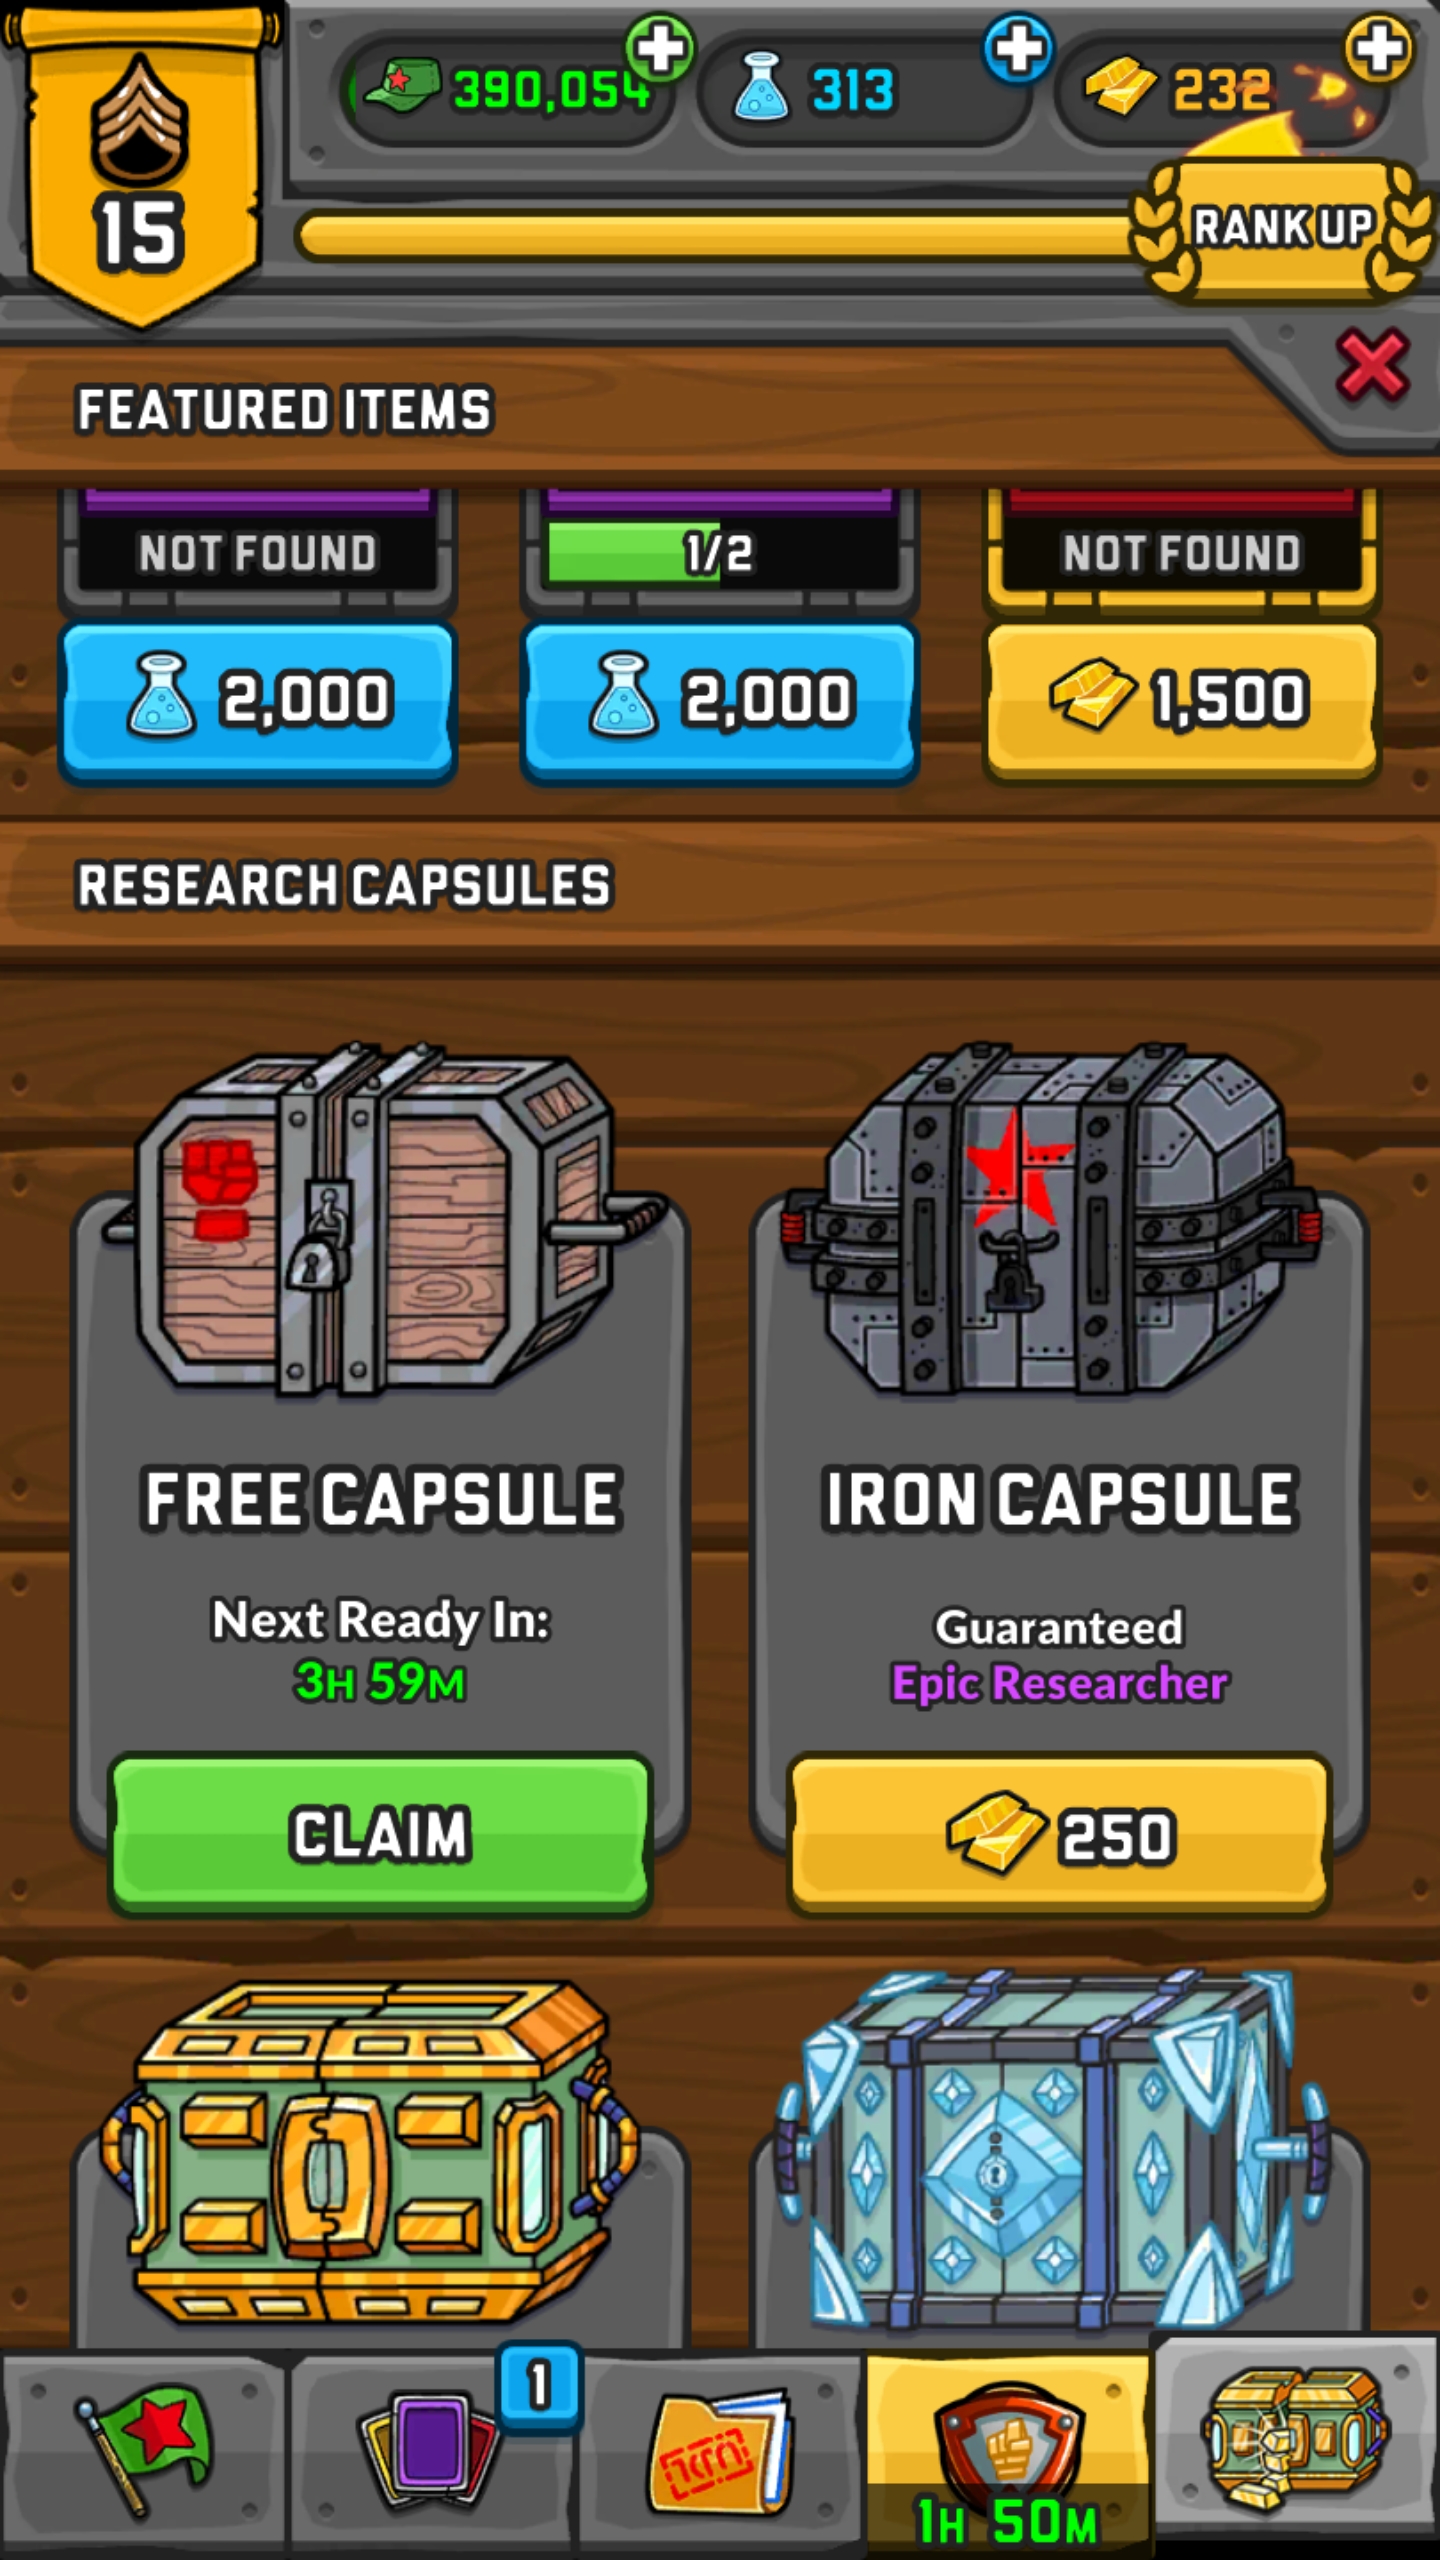 390,054
313
232
15
RANK UP
FEATURED ITEMS
NOT FOUND
1/2
NOT FOUND
2,000
2,000
1,500
RESEARCH CAPSULES
FREE CAPSULE
Next Ready In:
3H 59M
CLAIM
IRON CAPSULE
Guaranteed
Epic Researcher
250
1
1H 50M